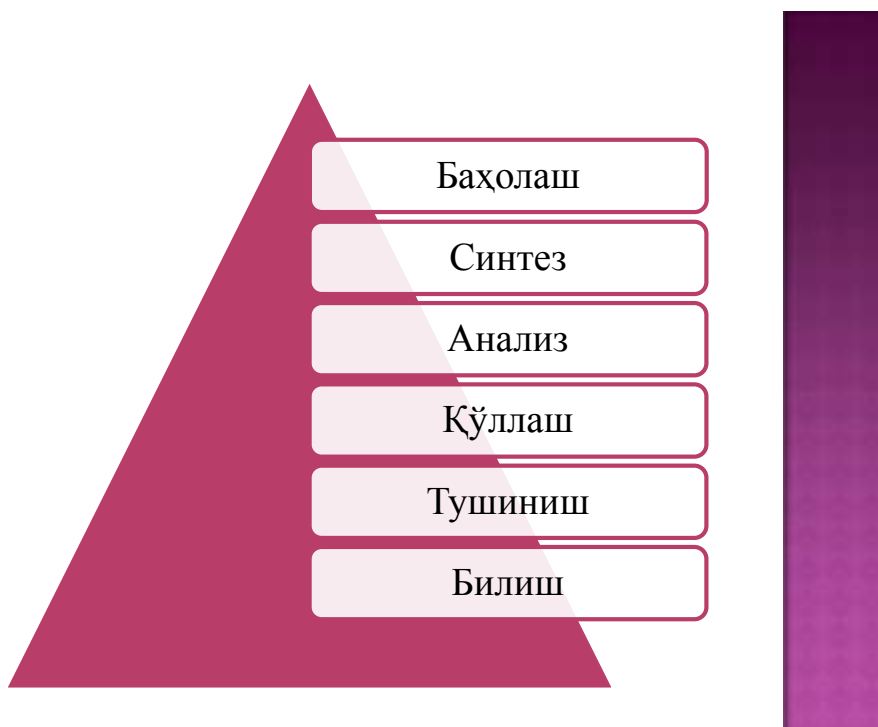 Баҳолаш
Синтез
Анализ
Қўллаш
Тушиниш
Билиш